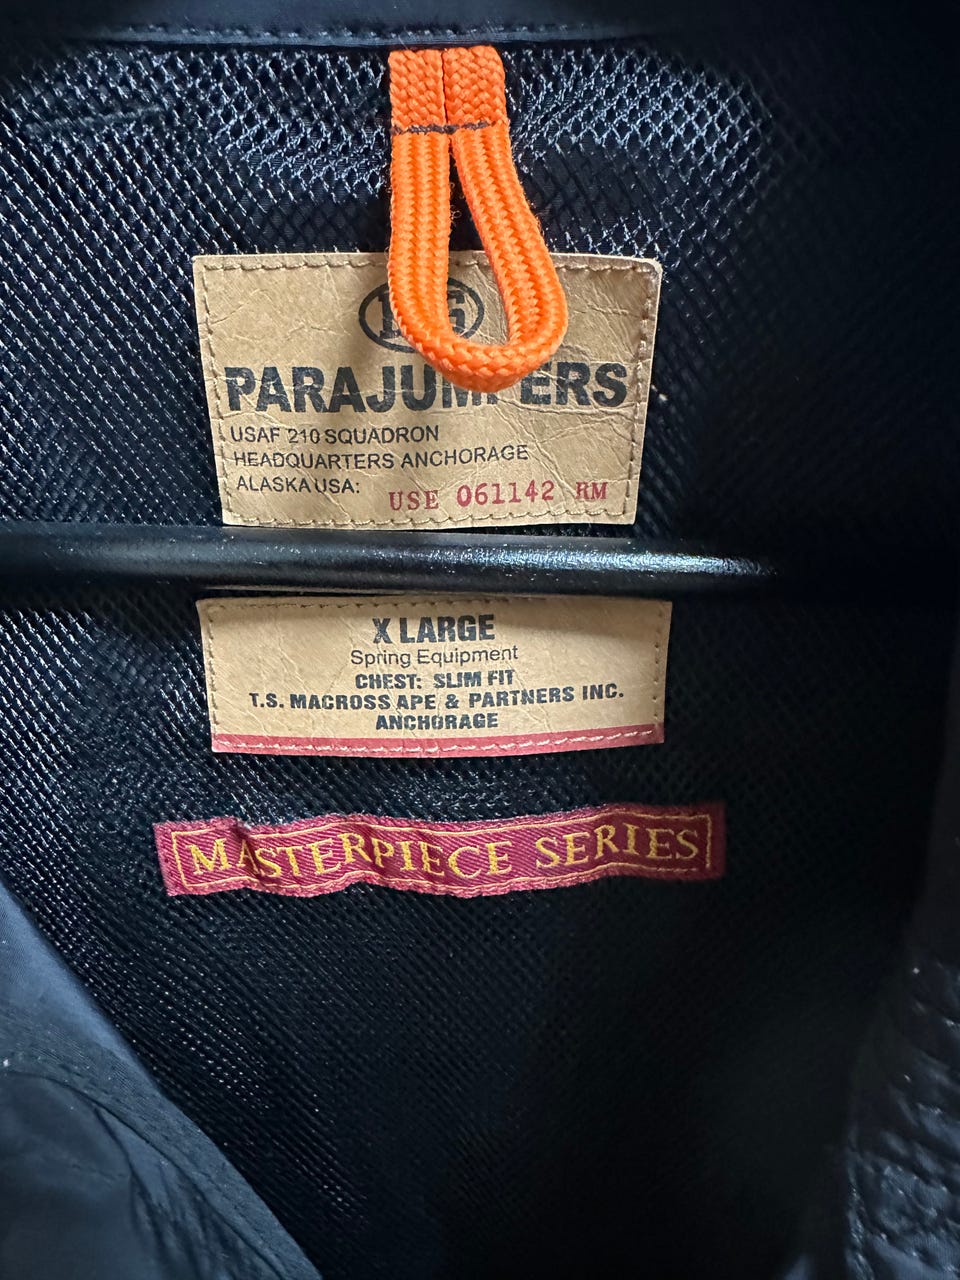 PARAJUMPERS
USAF 210 SQUADRON
HEADQUARTERS ANCHORAGE
ALASKA USA: USE 061142 RM
X LARGE
Spring Equipment
CHEST: SLIM FIT
T.S. MACROSS APE & PARTNERS INC.
ANCHORAGE
MASTERPIECE SERIES